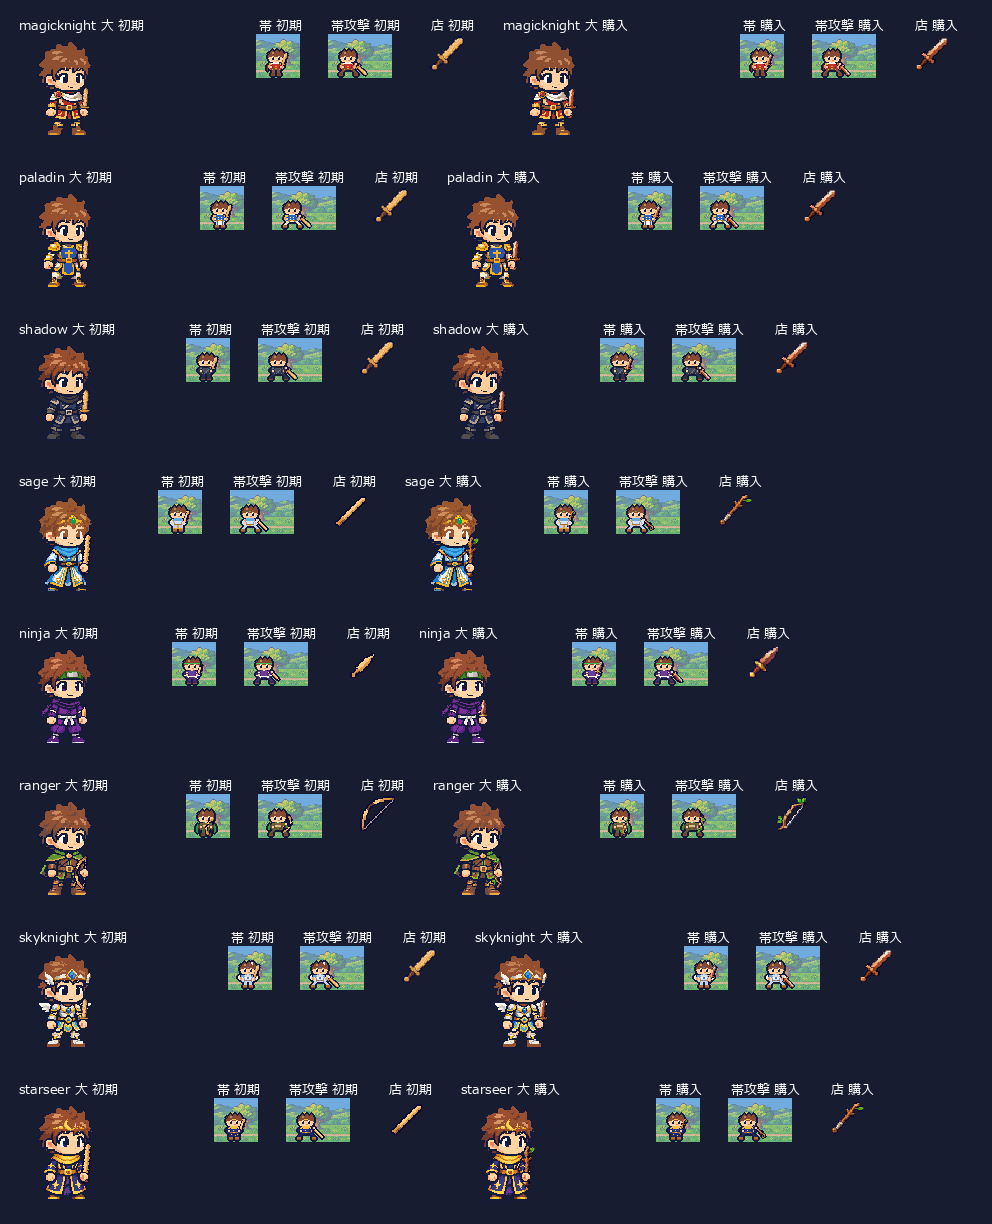 magicknight 大 初期 帯 初期 帯攻撃 初期 店 初期 magicknight 大 購入 帯 購入 帯攻撃 購入 店 購入
paladin 大 初期 帯 初期 帯攻撃 初期 店 初期 paladin 大 購入 帯 購入 帯攻撃 購入 店 購入
shadow 大 初期 帯 初期 帯攻撃 初期 店 初期 shadow 大 購入 帯 購入 帯攻撃 購入 店 購入
sage 大 初期 帯 初期 帯攻撃 初期 店 初期 sage 大 購入 帯 購入 帯攻撃 購入 店 購入
ninja 大 初期 帯 初期 帯攻撃 初期 店 初期 ninja 大 購入 帯 購入 帯攻撃 購入 店 購入
ranger 大 初期 帯 初期 帯攻撃 初期 店 初期 ranger 大 購入 帯 購入 帯攻撃 購入 店 購入
skyknight 大 初期 帯 初期 帯攻撃 初期 店 初期 skyknight 大 購入 帯 購入 帯攻撃 購入 店 購入
starseer 大 初期 帯 初期 帯攻撃 初期 店 初期 starseer 大 購入 帯 購入 帯攻撃 購入 店 購入